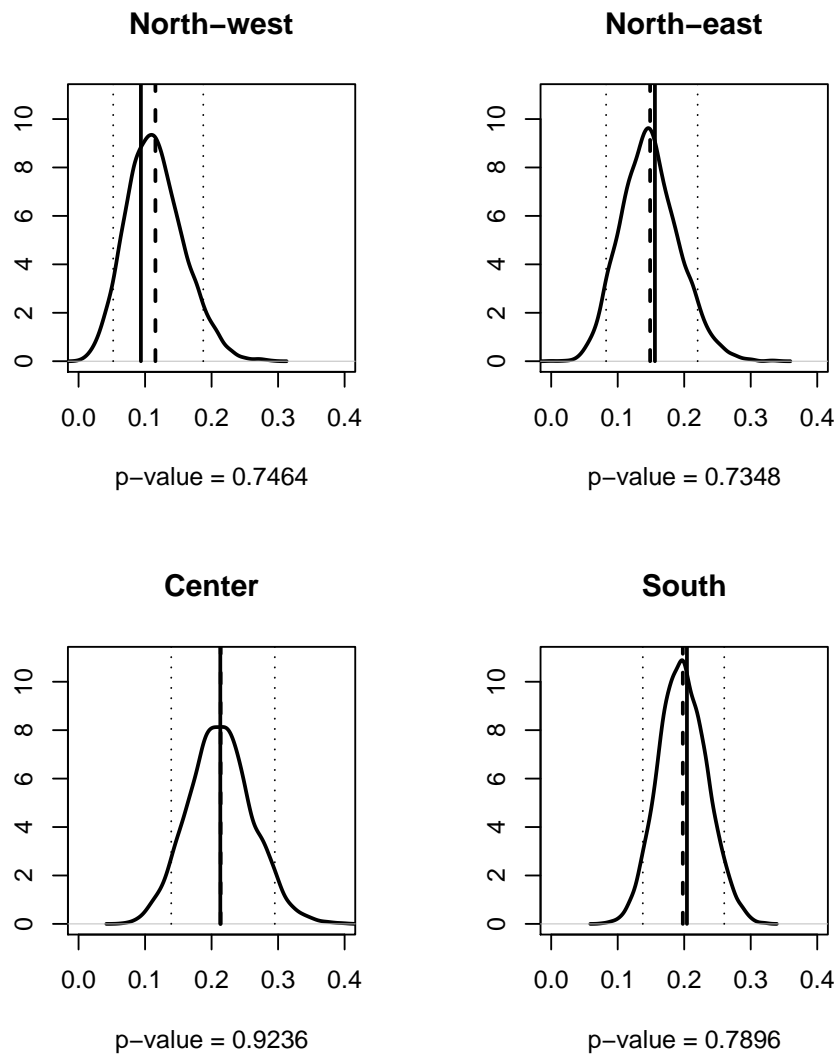 North−west
North−east
0 2 4 6 8 10
0.0 0.1 0.2 0.3 0.4
p−value = 0.7464
0 2 4 6 8 10
0.0 0.1 0.2 0.3 0.4
p−value = 0.7348
Center
South
0 2 4 6 8 10
0.0 0.1 0.2 0.3 0.4
p−value = 0.9236
0 2 4 6 8 10
0.0 0.1 0.2 0.3 0.4
p−value = 0.7896